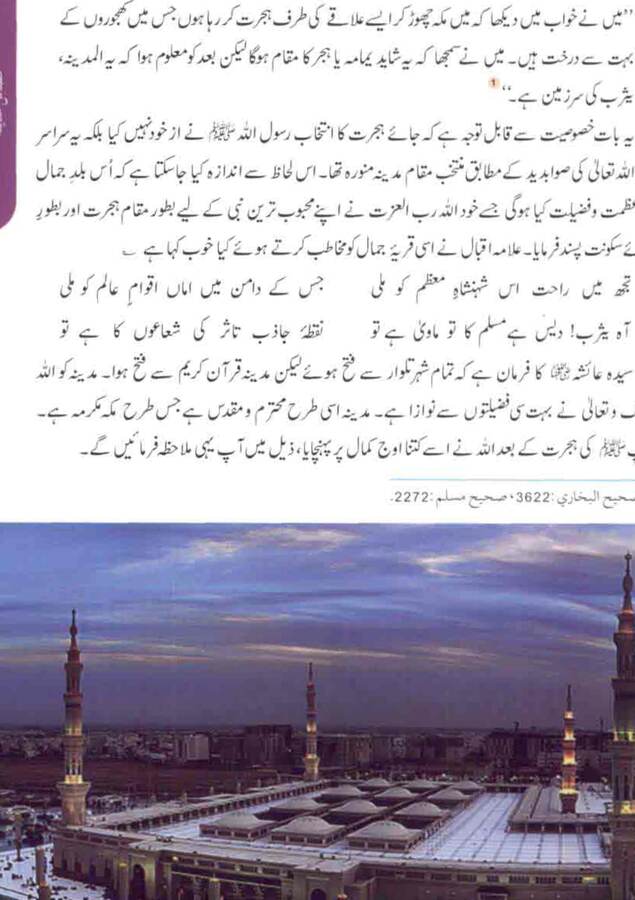 ’’میں نے خواب میں دیکھا کہ میں مکہ چھوڑ کر ایسے علاقے کی طرف ہجرت کر رہا ہوں جس میں کھجوروں کے
بہت سے درخت ہیں۔ میں نے سمجھا کہ یہ شاید یمامہ یا ہجر کا مقام ہوگا لیکن بعد کو معلوم ہوا کہ یہ المدینہ،
یثرب کی سرزمین ہے۔‘‘ 1
یہ بات خصوصیت سے قابل توجہ ہے کہ جائے ہجرت کا انتخاب رسول اللہ ﷺ نے از خود نہیں کیا بلکہ یہ سراسر
اللہ تعالیٰ کی صوابدید کے مطابق منتخب مقام مدینہ منورہ تھا۔ اس لحاظ سے اندازہ کیا جاسکتا ہے کہ اُس بلدِ جمال
عظمت و فضیلت کیا ہوگی جسے خود اللہ رب العزت نے اپنے محبوب ترین نبی کے لیے بطور مقام ہجرت اور بطورِ
ئے سکونت پسند فرمایا۔ علامہ اقبال نے اسی قریۂ جمال کو مخاطب کرتے ہوئے کیا خوب کہا ہے ؎
تجھ میں راحت اس شہنشاہِ معظم کو ملی جس کے دامن میں اماں اقوامِ عالم کو ملی
آہ یثرب! دیس ہے مسلم کا تو ماویٰ ہے تو نقطۂ جاذب تاثر کی شعاعوں کا ہے تو
سیدہ عائشہ ؓ کا فرمان ہے کہ تمام شہر تلوار سے فتح ہوئے لیکن مدینہ قرآن کریم سے فتح ہوا۔ مدینہ کو اللہ
ک وتعالیٰ نے بہت سی فضیلتوں سے نوازا ہے۔ مدینہ اسی طرح محترم و مقدس ہے جس طرح مکہ مکرمہ ہے۔
پ ﷺ کی ہجرت کے بعد اللہ نے اسے کتنا اوج کمال پر پہنچایا، ذیل میں آپ یہی ملاحظہ فرمائیں گے۔
صحيح البخاري: 3622، صحيح مسلم: 2272.